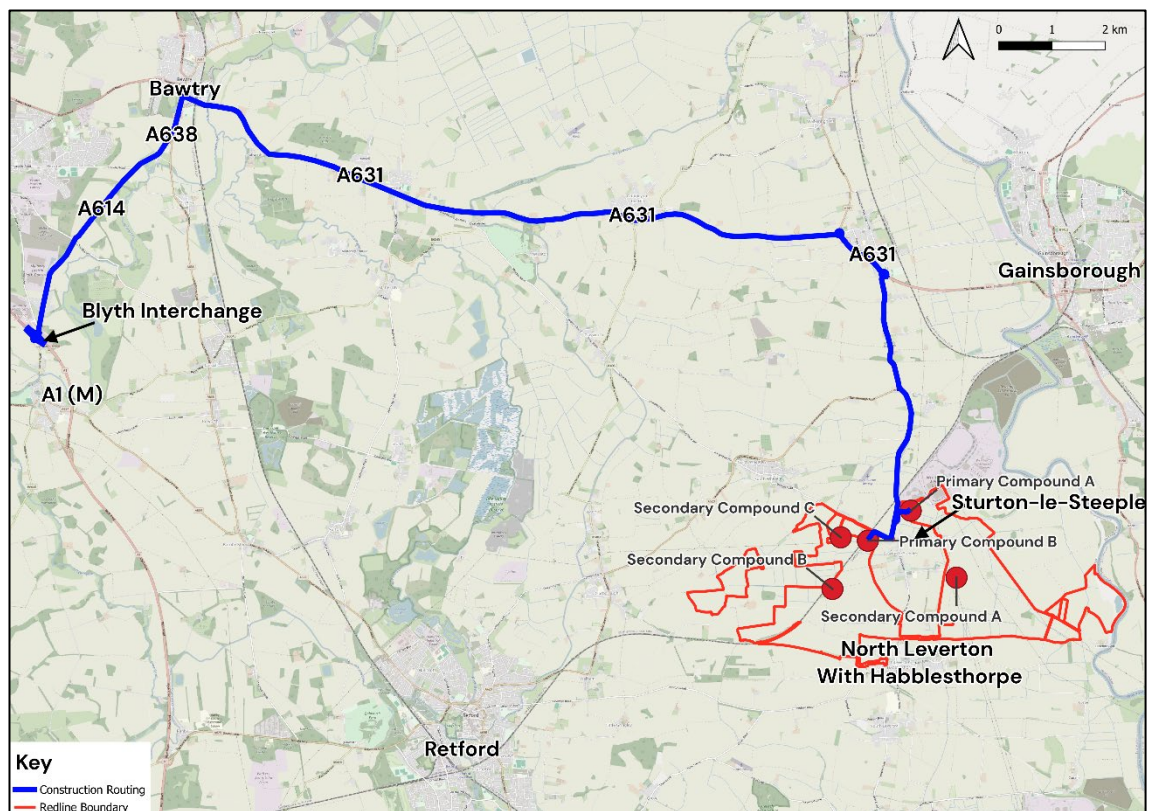 0 1 2 km
Bawtry
A638
A631
A614
A631
A631
Gainsborough
Blyth Interchange
A1 (M)
Primary Compound A
Sturton-le-Steeple
Secondary Compound C
Primary Compound B
Secondary Compound B
Secondary Compound A
North Leverton
With Habblesthorpe
Retford
Key
Construction Routing
Redline Boundary